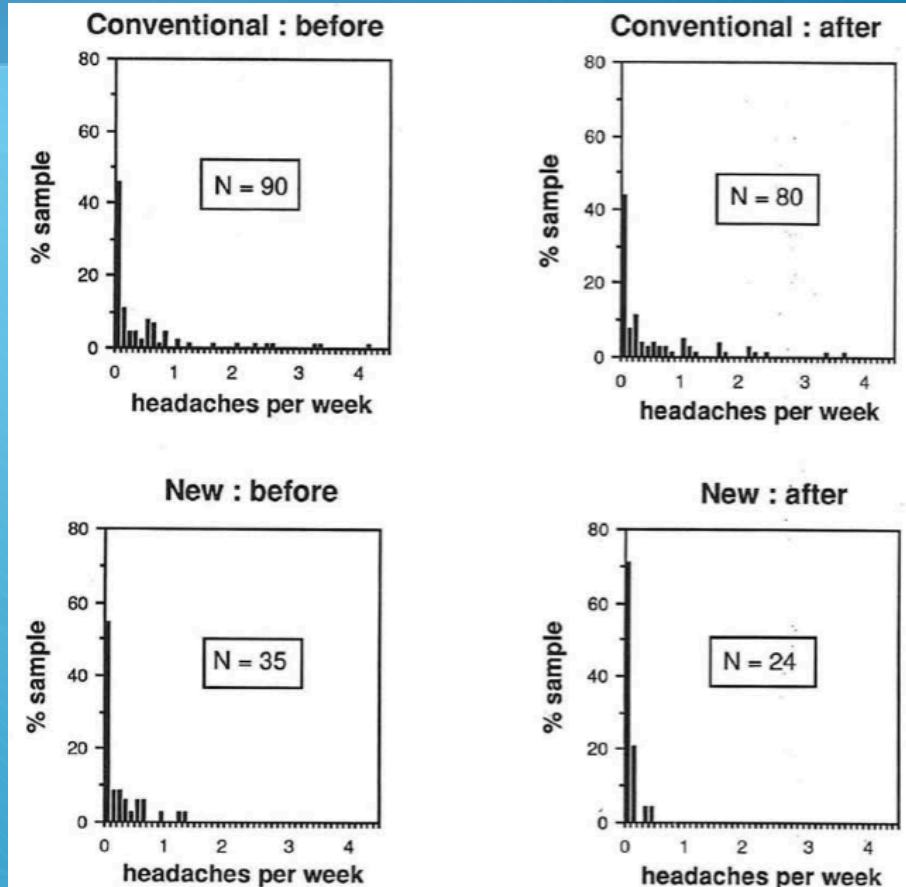 Conventional : before
80
60
40
20
0
% sample
N = 90
0 1 2 3 4
headaches per week
Conventional : after
80
60
40
20
0
% sample
N = 80
0 1 2 3 4
headaches per week
New : before
80
60
40
20
0
% sample
N = 35
0 1 2 3 4
headaches per week
New : after
80
60
40
20
0
% sample
N = 24
0 1 2 3 4
headaches per week